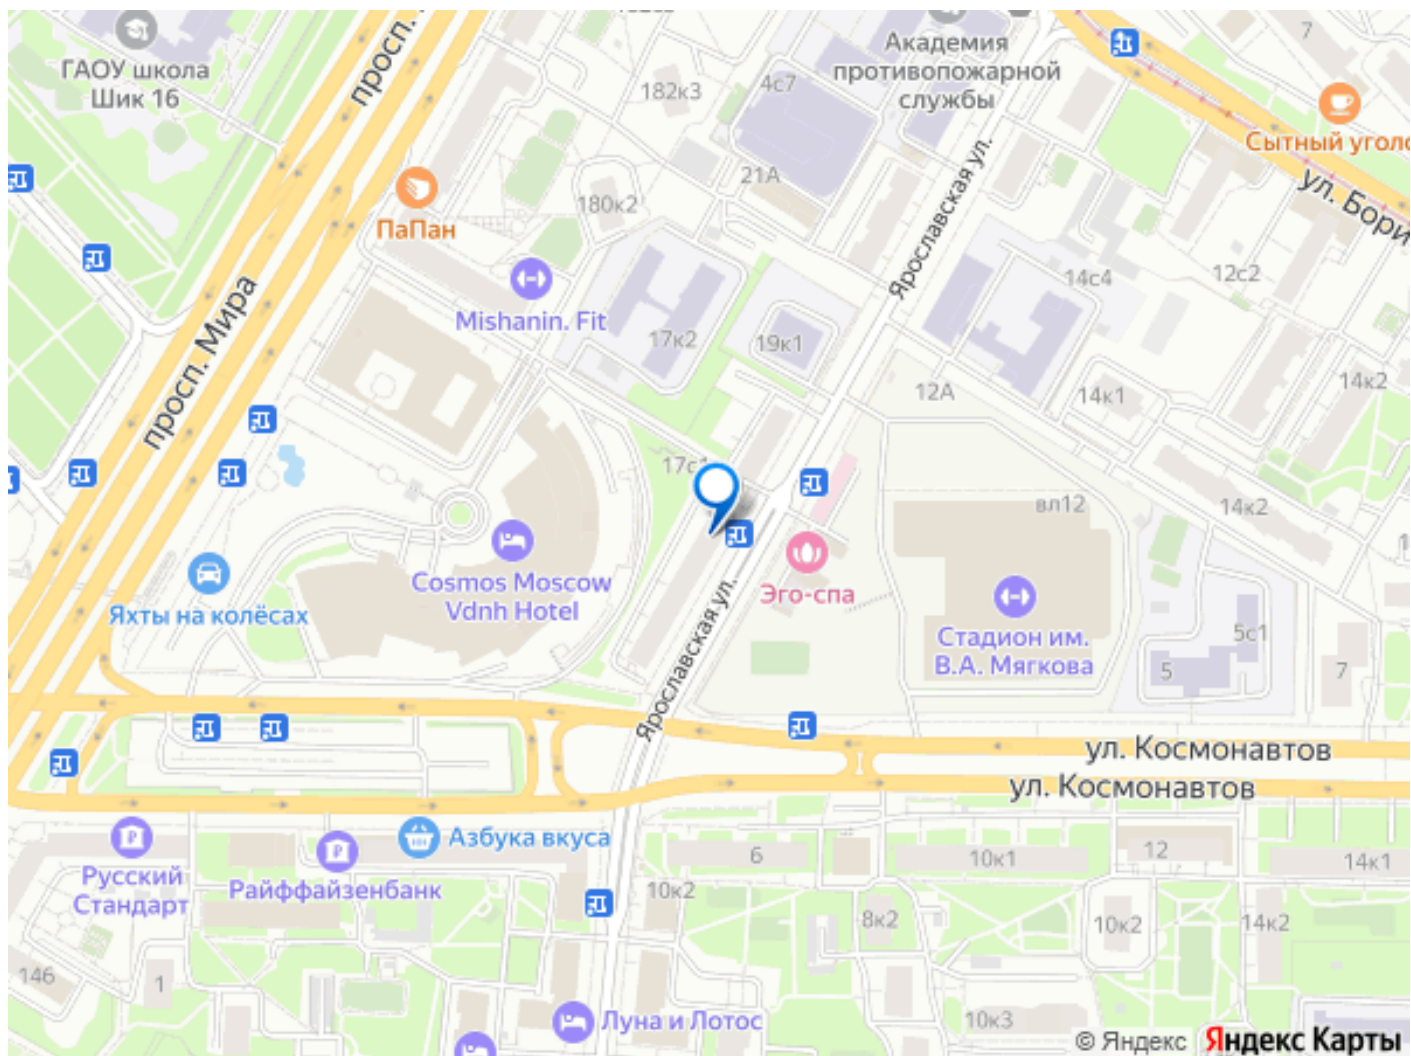 ГАОУ школа
Шик 16
просп. Мира
182к3
4с7
Академия
противопожарной
службы
7
Сытный уголо
ул. Бори
21А
180к2
ПаПан
Mishanin. Fit
17к2
19к1
Ярославская ул.
14с4
12с2
12А
14к1
14к2
просп.
17с1
вл12
14к2
Cosmos Moscow
Vdnh Hotel
Яхты на колёсах
Эго-спа
Стадион им.
В.А. Мягкова
5с1
5
7
Ярославская ул.
ул. Космонавтов
ул. Космонавтов
Русский
Стандарт
Райффайзенбанк
Азбука вкуса
6
10к1
12
14к1
10к2
8к2
10к2
14к2
146
1
Луна и Лотос
10к3
© Яндекс Яндекс Карты